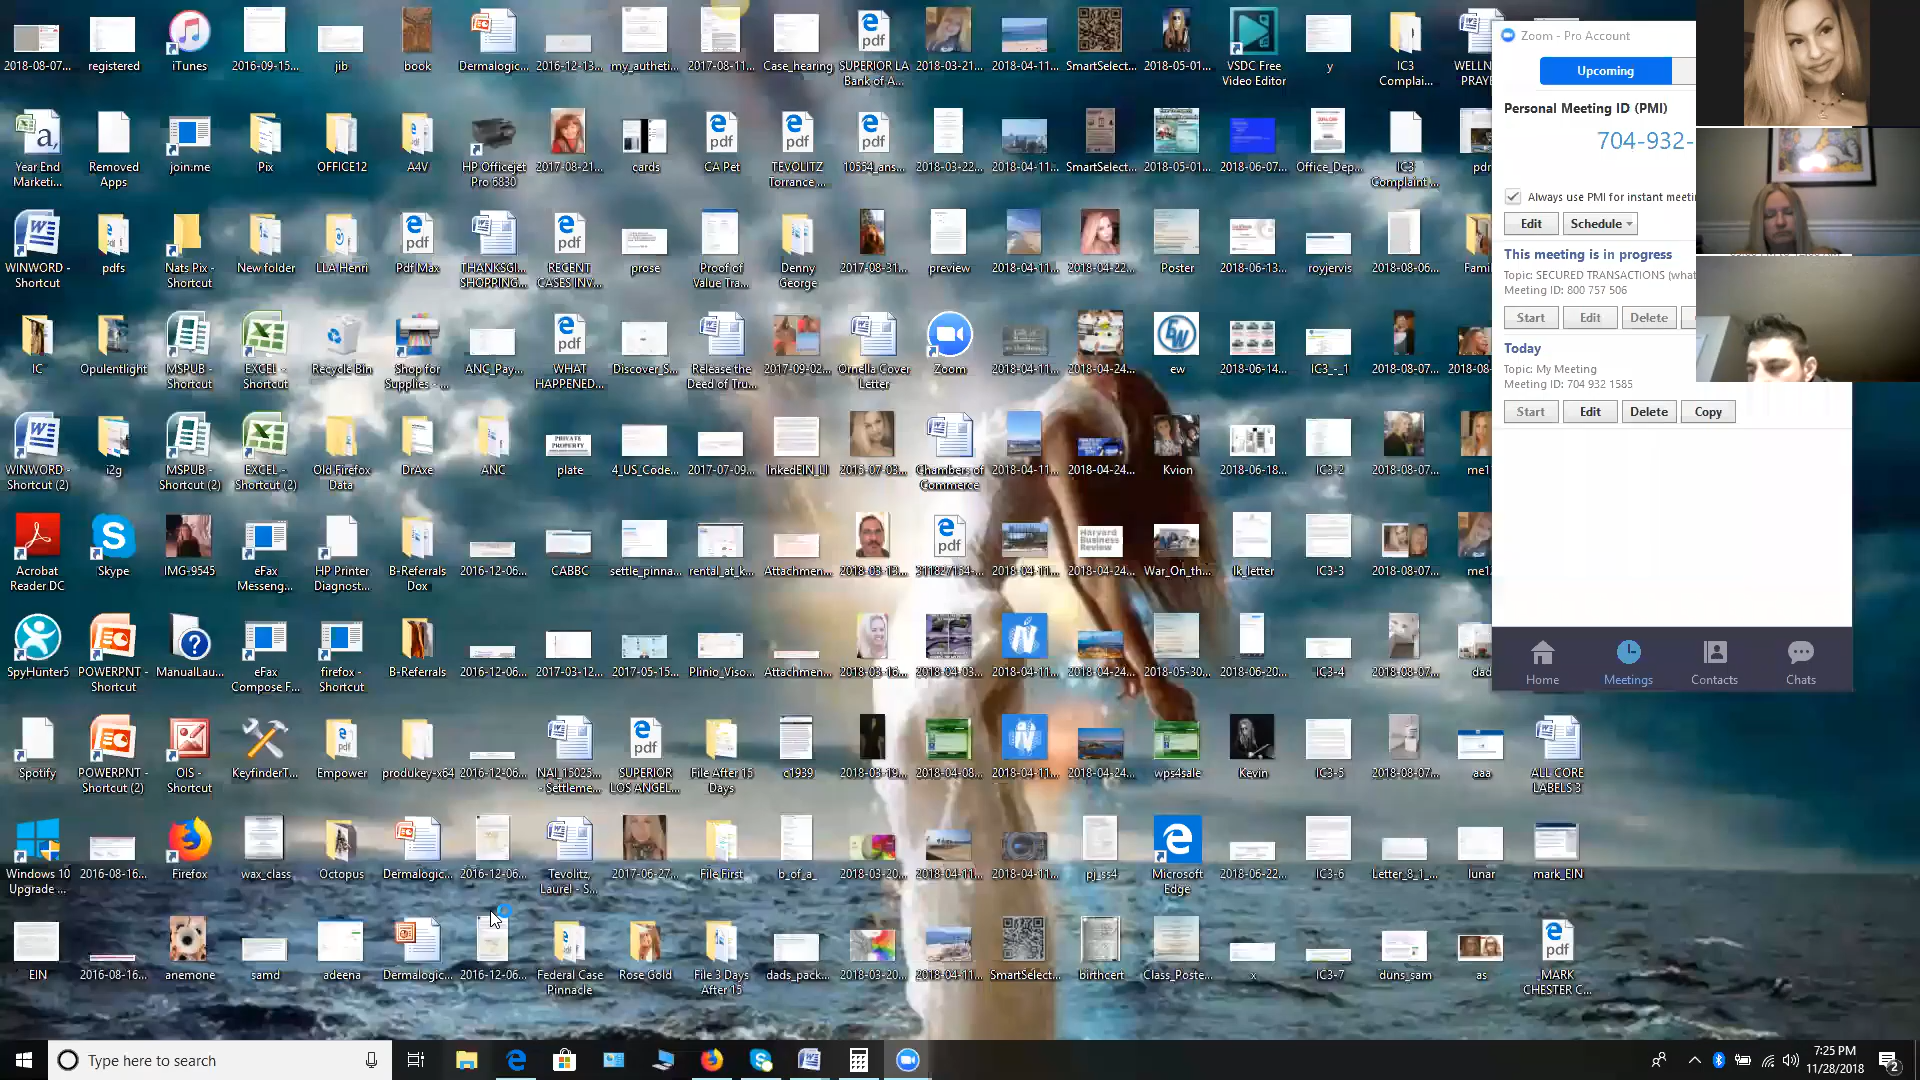 2018-08-07...
registered
iTunes
2016-09-15...
jib
book
Dermalogic...
2016-12-13...
my_autheti...
2017-08-11...
Case_hearing
SUPERIOR LA
Bank of A...
2018-03-21...
2018-04-11...
SmartSelect...
2018-05-01...
VSDC Free
Video Editor
y
IC3
Complai...
WELLN
PRAYE
Year End
Marketi...
Removed
Apps
join.me
Pix
OFFICE12
A4V
HP Officejet
Pro 6830
2017-08-21...
cards
CA Pet
TEVOLITZ
Torrance ...
10554_ans...
2018-03-22...
2018-04-11...
SmartSelect...
2018-05-01...
2018-06-07...
Office_Dep...
IC3
Complaint ...
pdr
WINWORD -
Shortcut
pdfs
Nats Pix -
Shortcut
New folder
LLA Henri
Pdf Max
THANKSGI...
SHOPPING...
RECENT
CASES INV...
prose
Proof of
Value Tra...
Denny
George
2017-08-31...
preview
2018-04-11...
2018-04-22...
Poster
2018-06-13...
royjervis
2018-08-06...
Famil
IC
Opulentlight
MSPUB -
Shortcut
EXCEL -
Shortcut
Recycle Bin
Shop for
Supplies - ...
ANC_Pay...
WHAT
HAPPENED...
Discover_S...
Release the
Deed of Tru...
2017-09-02...
Ornella Cover
Letter
Zoom
2018-04-11...
2018-04-24...
ew
2018-06-14...
IC3_-_1
2018-08-07...
2018-08-
WINWORD -
Shortcut (2)
i2g
MSPUB -
Shortcut (2)
EXCEL -
Shortcut (2)
Old Firefox
Data
DrAxe
ANC
PRIVATE
PROPERTY
plate
4_US_Code...
2017-07-09...
InkedEIN_LI
2015-07-03...
Chambers of
Commerce
2018-04-11...
2018-04-24...
Kvion
2018-06-18...
IC3-2
2018-08-07...
Acrobat
Reader DC
Skype
IMG-9545
eFax
Messeng...
HP Printer
Diagnost...
B-Referrals
Dox
2016-12-06...
CABBC
settle_pinna...
rental_at_k...
Attachmen...
2018-03-13...
311827154-...
2018-04-11...
Harvard
Business
Review
2018-04-24...
War_On_th...
lk_letter
IC3-3
2018-08-07...
SpyHunter5
POWERPNT -
Shortcut
ManualLau...
eFax
Compose F...
firefox -
Shortcut
B-Referrals
2016-12-06...
2017-03-12...
2017-05-15...
Plinio_Viso...
Attachmen...
2018-03-16...
2018-04-03...
2018-04-11...
2018-04-24...
2018-05-30...
2018-06-20...
IC3-4
2018-08-07...
dad
Spotify
POWERPNT -
Shortcut (2)
OIS -
Shortcut
KeyfinderT...
Empower
produkey-x64
2016-12-06...
NAI_15025...
- Settleme...
SUPERIOR
LOS ANGEL...
File After 15
Days
c1939
2018-03-19...
2018-04-08...
2018-04-11...
2018-04-24...
wps4sale
Kevin
IC3-5
2018-08-07...
aaa
ALL CORE
LABELS 3
Windows 10
Upgrade ...
2016-08-16...
Firefox
wax_class
Octopus
Dermalogic...
2016-12-06...
Tevolitz,
Laurel - S...
2017-06-27...
File First
b_of_a_
2018-03-20...
2018-04-11...
2018-04-11...
pj_ss4
Microsoft
Edge
2018-06-22...
IC3-6
Letter_8_1_...
lunar
mark_EIN
EIN
2016-08-16...
anemone
samd
adeena
Dermalogic...
2016-12-06...
Federal Case
Pinnacle
Rose Gold
File 3 Days
After 15
dads_pack...
2018-03-20...
2018-04-11...
SmartSelect...
birthcert
Class_Poste...
x
IC3-7
duns_sam
as
MARK
CHESTER C...
Zoom - Pro Account
Upcoming
Personal Meeting ID (PMI)
704-932-
Always use PMI for instant meetin
Edit
Schedule
This meeting is in progress
Topic: SECURED TRANSACTIONS (what
Meeting ID: 800 757 506
Start
Edit
Delete
Today
Topic: My Meeting
Meeting ID: 704 932 1585
Start
Edit
Delete
Copy
Home
Meetings
Contacts
Chats
Type here to search
7:25 PM
11/28/2018
2